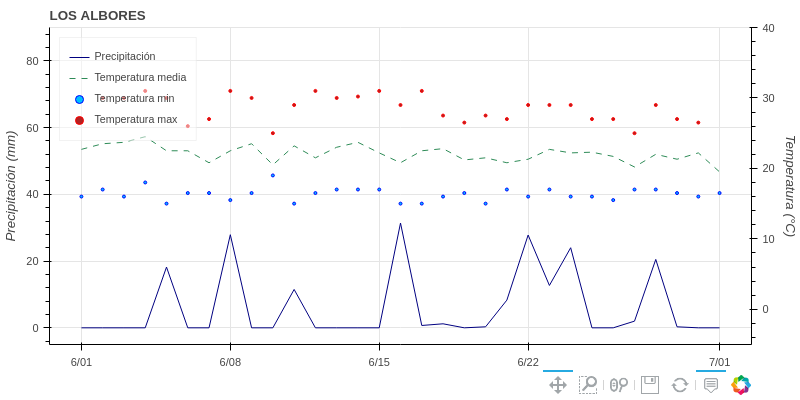 LOS ALBORES
Precipitación
Temperatura media
Temperatura min
Temperatura max
Precipitación (mm)
80
60
40
20
0
40
30
20
10
0
Temperatura (°C)
6/01
6/08
6/15
6/22
7/01